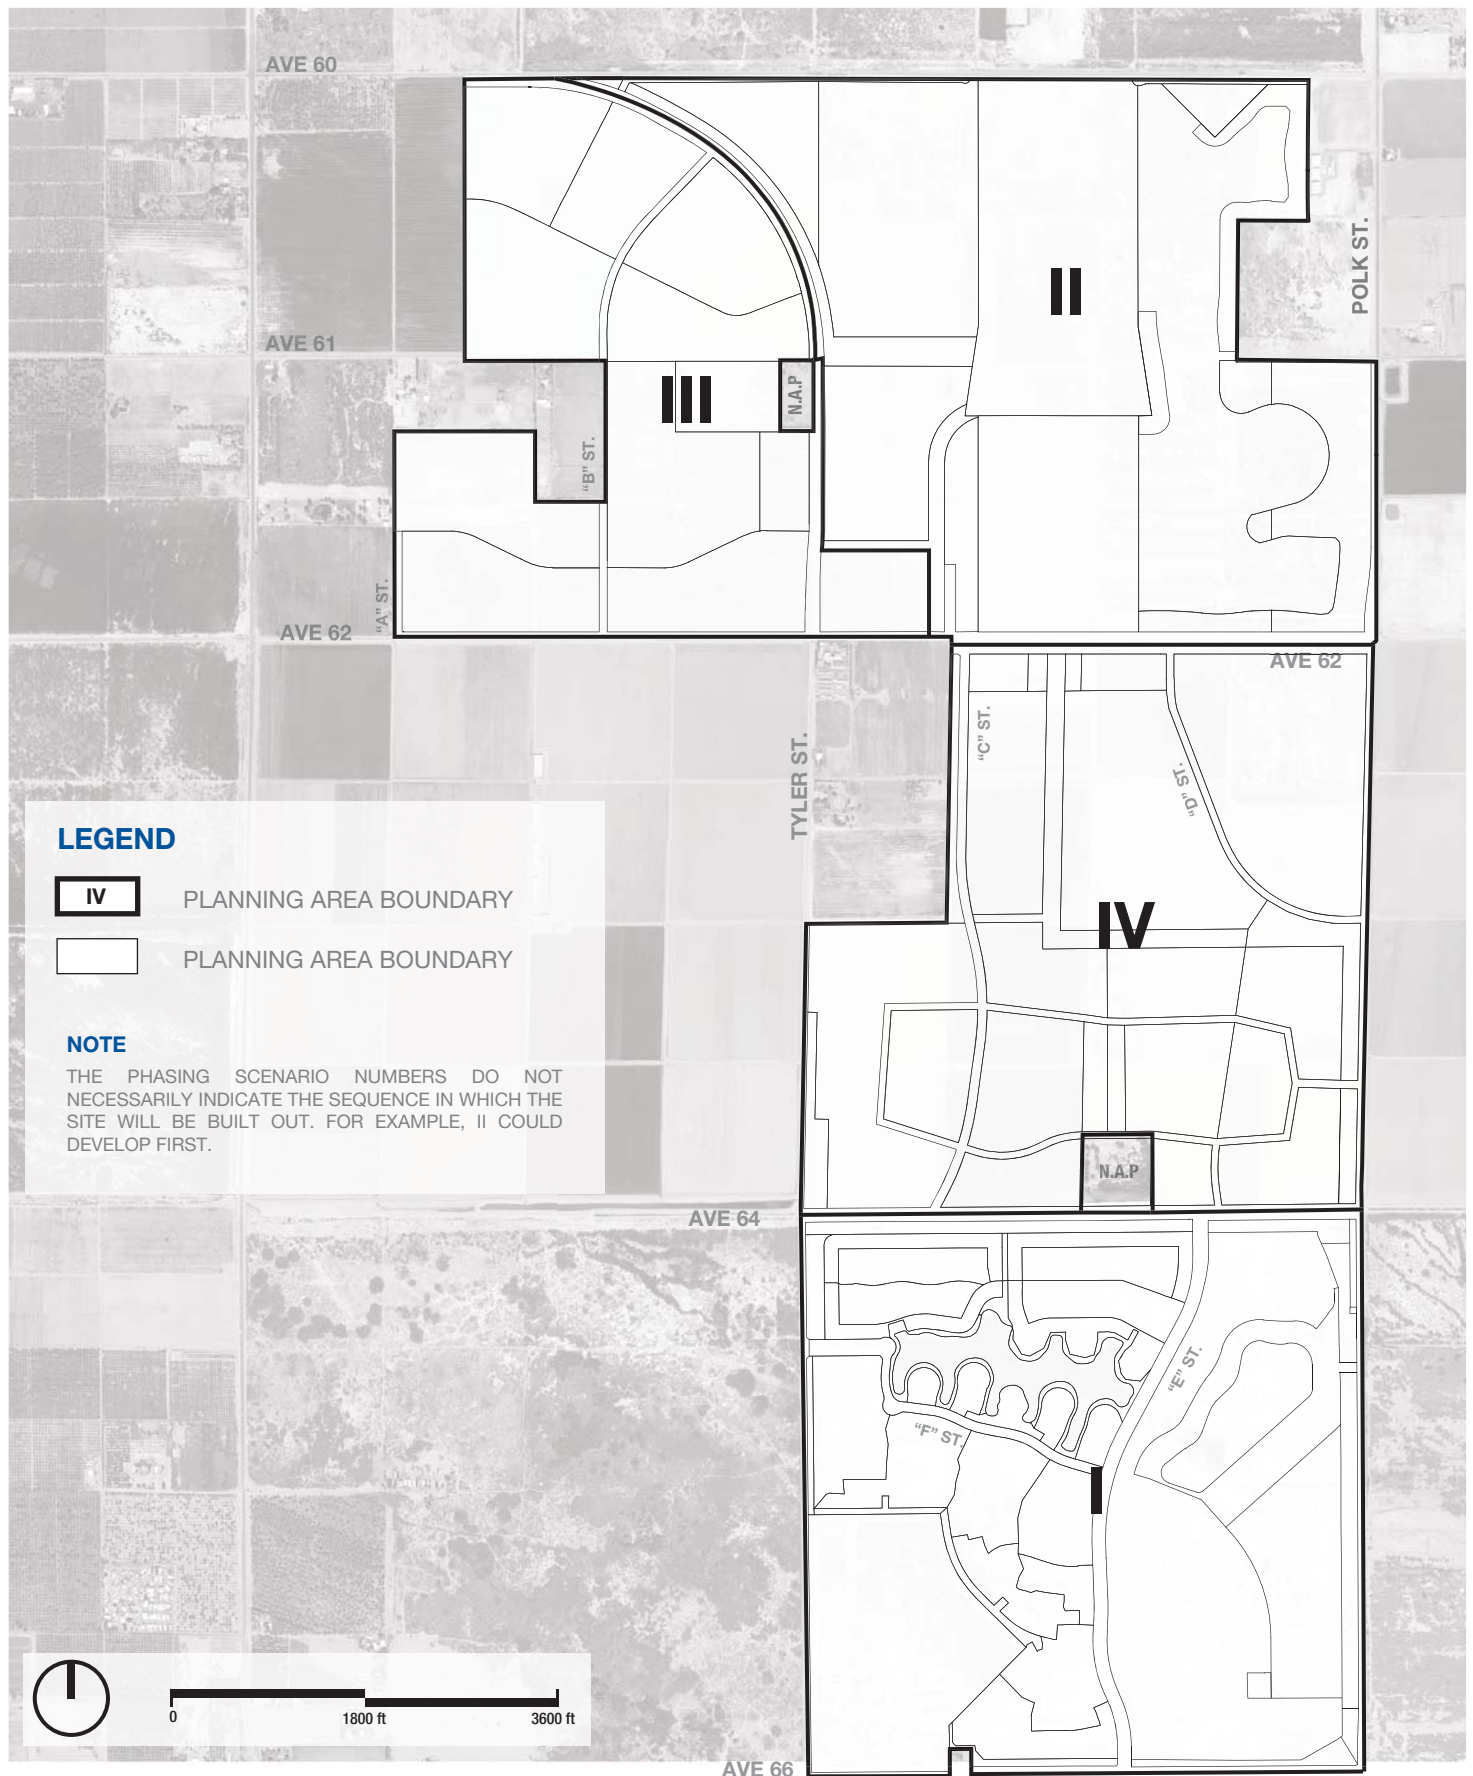 AVE 60
POLK ST.
II
AVE 61
III
N.A.P
"B" ST.
"A" ST.
AVE 62
AVE 62
"C" ST.
TYLER ST.
"D" ST.
LEGEND
IV PLANNING AREA BOUNDARY
IV
PLANNING AREA BOUNDARY
NOTE
THE PHASING SCENARIO NUMBERS DO NOT
NECESSARILY INDICATE THE SEQUENCE IN WHICH THE
SITE WILL BE BUILT OUT. FOR EXAMPLE, II COULD
DEVELOP FIRST.
N.A.P
AVE 64
"E" ST.
"F" ST.
I
0 1800 ft 3600 ft
AVE 66